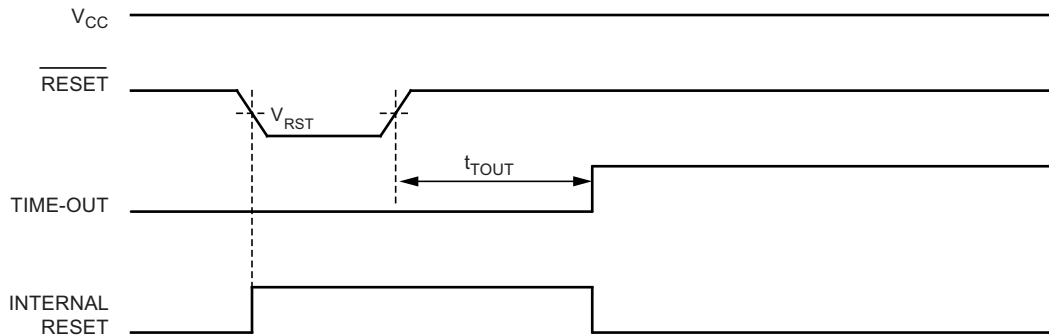 VCC
RESET
VRST
tTOUT
TIME-OUT
INTERNAL
RESET